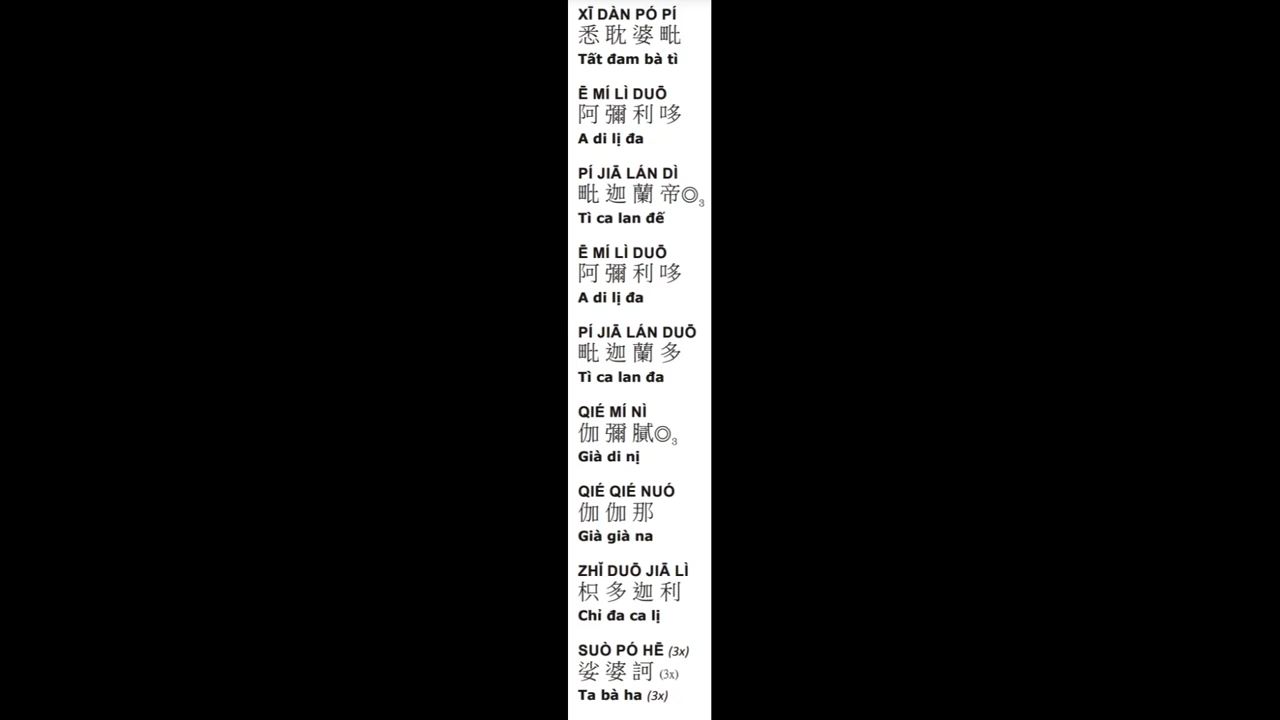 XĪ DÀN PÓ PÍ
悉 耽 婆 毗
Tất đam bà tì
Ē MÍ LÌ DUŌ
阿 彌 利 哆
A di lị đa
PÍ JIĀ LÁN DÌ
毗 迦 蘭 帝◎3
Tì ca lan đế
Ē MÍ LÌ DUŌ
阿 彌 利 哆
A di lị đa
PÍ JIĀ LÁN DUŌ
毗 迦 蘭 多
Tì ca lan đa
QIÉ MÍ NÌ
伽 彌 膩◎3
Già di nị
QIÉ QIÉ NUÓ
伽 伽 那
Già già na
ZHǏ DUŌ JIĀ LÌ
枳 多 迦 利
Chỉ đa ca lị
SUÒ PÓ HĒ (3x)
娑 婆 訶 (3x)
Ta bà ha (3x)